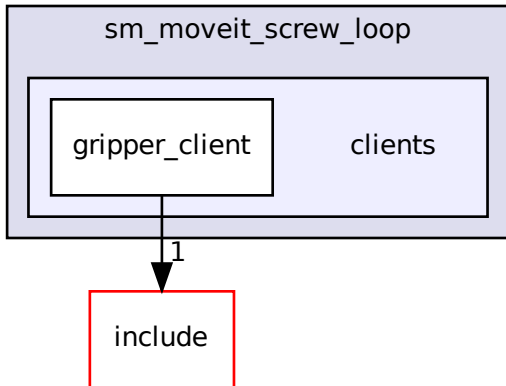 sm_moveit_screw_loop
gripper_client
clients
1
include